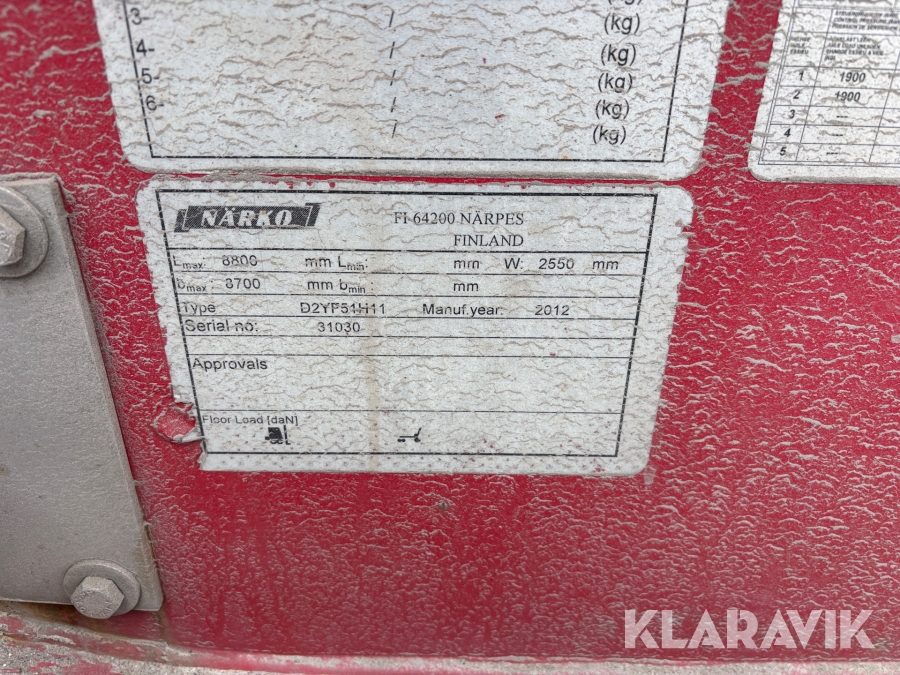 3- / (kg)
4- / (kg)
5- / (kg)
6- / (kg)
/ (kg)
1 1900
2 1900
3 ---
4 ---
5 ---
NÄRKO FI-64200 NÄRPES
FINLAND
Lmax: 8800 mm Lmin: mm W: 2550 mm
bmax: 8700 mm bmin: mm
Type D2YF51H11 Manuf.year: 2012
Serial no: 31030
Approvals
Floor Load [daN]
KLARAVIK